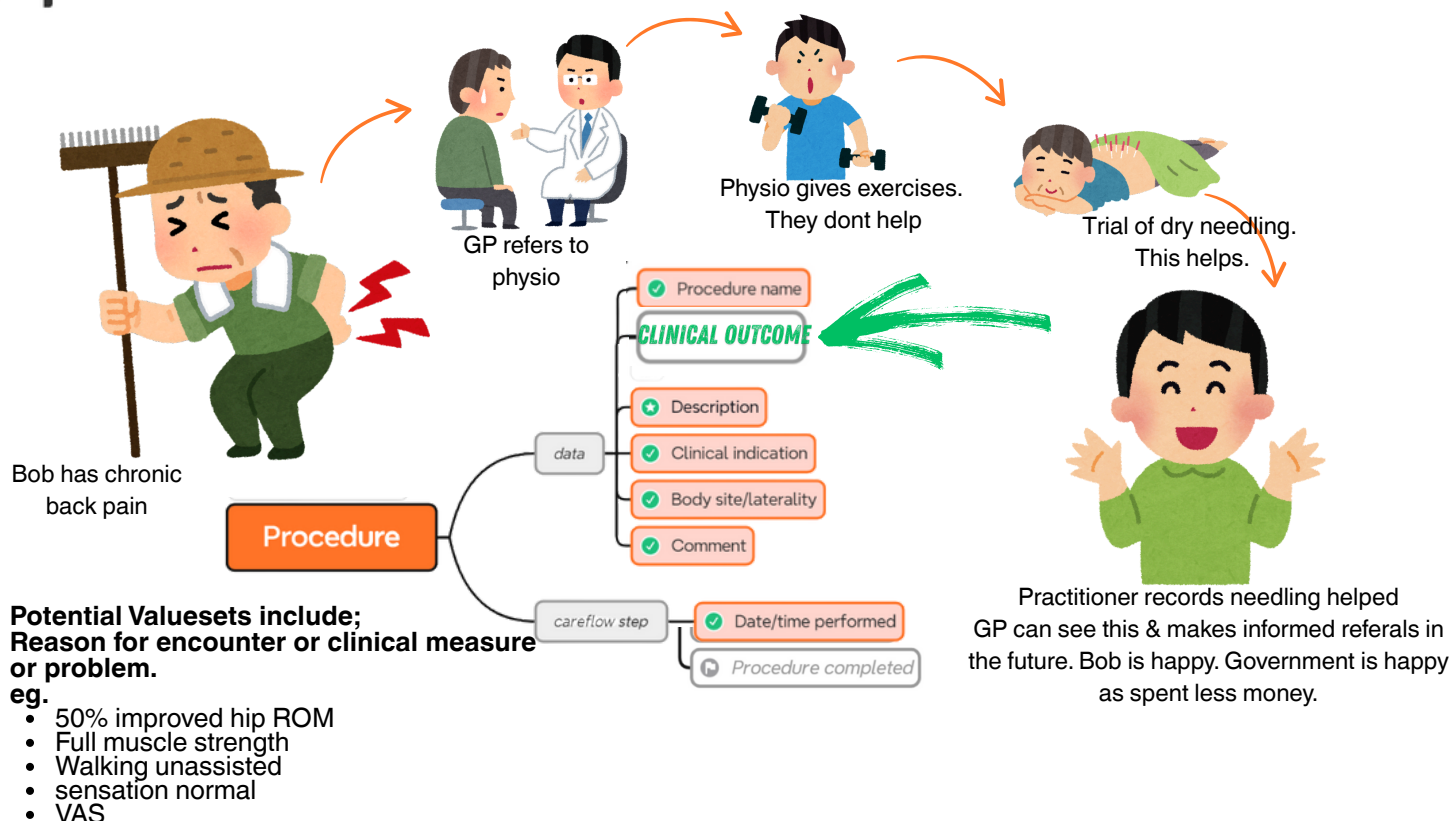 Bob has chronic
back pain
GP refers to
physio
Physio gives exercises.
They dont help
Trial of dry needling.
This helps.
Procedure
data
Procedure name
CLINICAL OUTCOME
Description
Clinical indication
Body site/laterality
Comment
careflow step
Date/time performed
Procedure completed
Practitioner records needling helped
GP can see this & makes informed referals in
the future. Bob is happy. Government is happy
as spent less money.
Potential Valuesets include;
Reason for encounter or clinical measure
or problem.
eg.
• 50% improved hip ROM
• Full muscle strength
• Walking unassisted
• sensation normal
• VAS